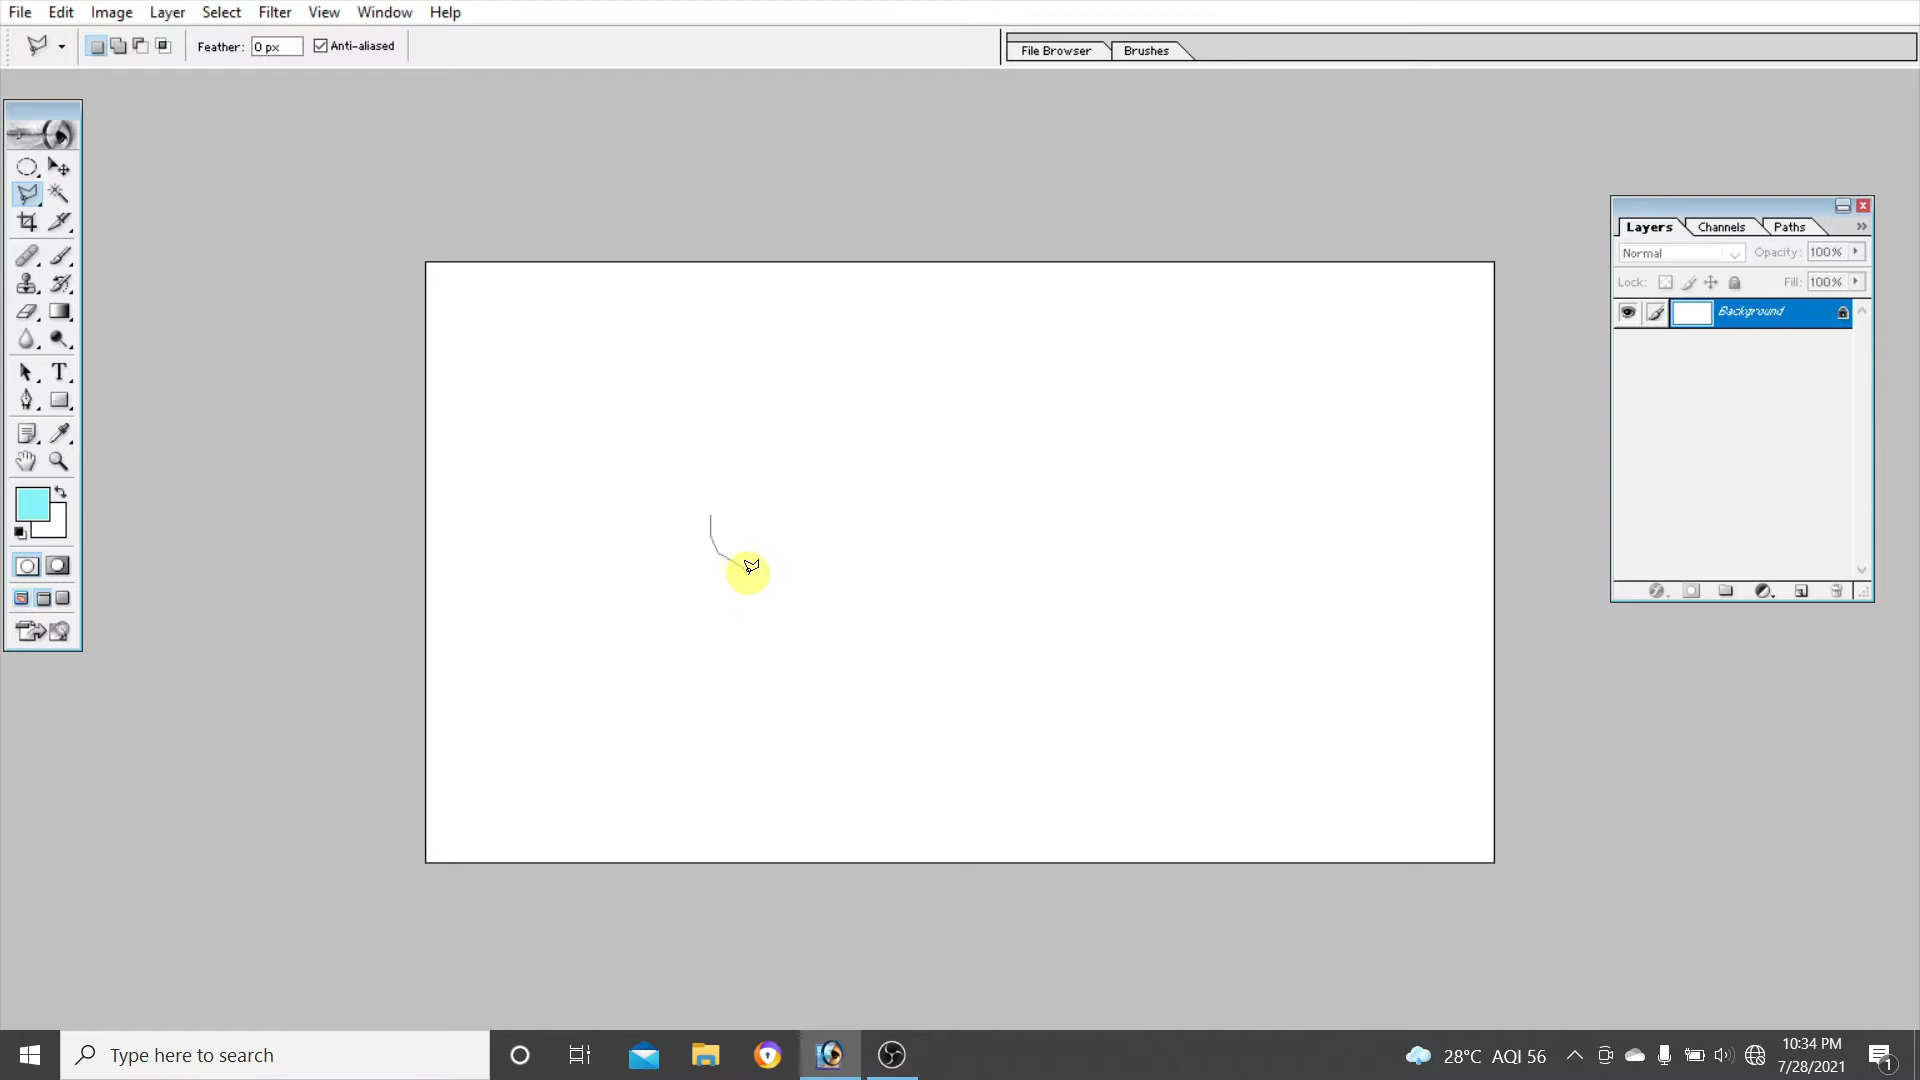 File Edit Image Layer Select Filter View Window Help
Feather: 0 px Anti-aliased
File Browser Brushes
Layers Channels Paths
Normal Opacity: 100%
Lock: Fill: 100%
Background
T
Type here to search
28°C AQI 56
10:34 PM
7/28/2021
1